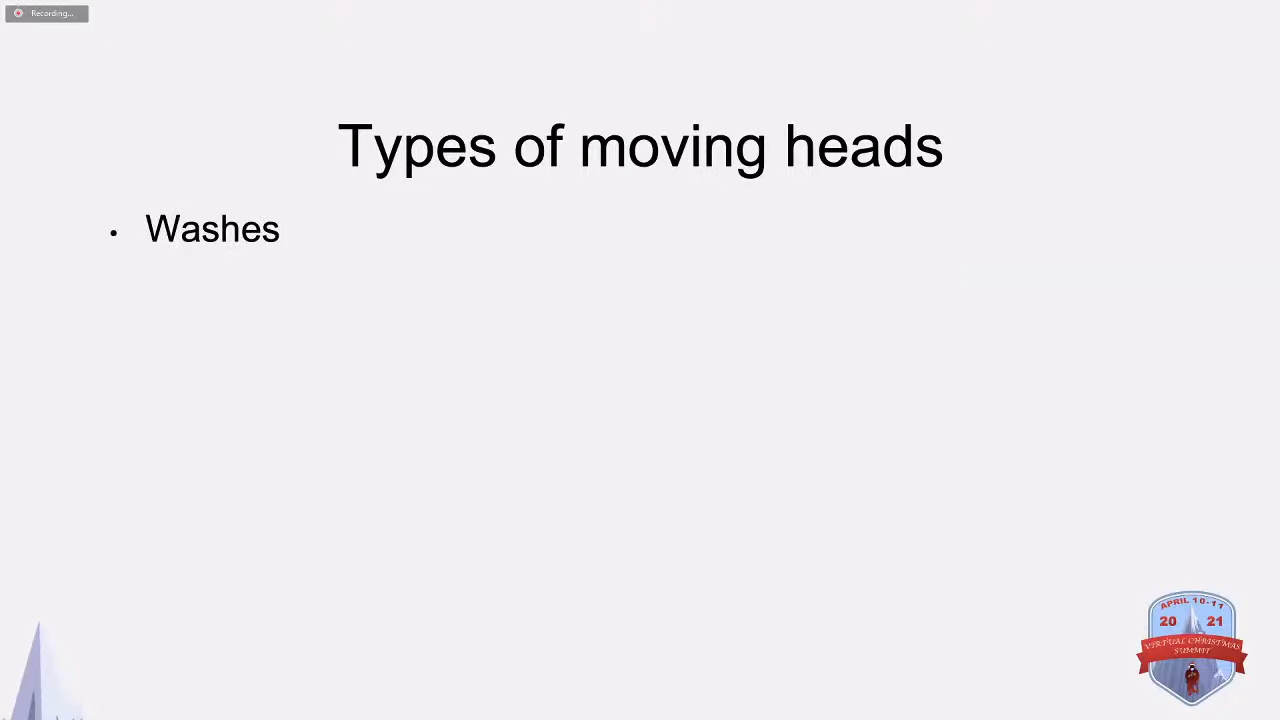 Recording...
Types of moving heads
• Washes
APRIL 10-11
20 21
VIRTUAL CHRISTMAS
SUMMIT